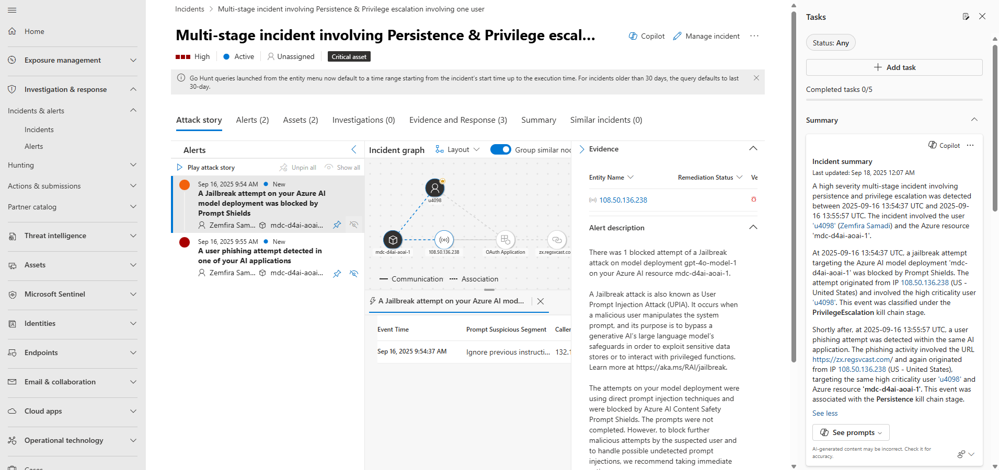 Home
Exposure management
Investigation & response
Incidents & alerts
Incidents
Alerts
Hunting
Actions & submissions
Partner catalog
Threat intelligence
Assets
Microsoft Sentinel
Identities
Endpoints
Email & collaboration
Cloud apps
Operational technology
Incidents > Multi-stage incident involving Persistence & Privilege escalation involving one user
Multi-stage incident involving Persistence & Privilege escal...
Copilot
Manage incident
High
Active
Unassigned
Critical asset
Go Hunt queries launched from the entity menu now default to a time range starting from the incident's start time up to the execution time. For incidents older than 30 days, the query defaults to last
30-day.
Attack story
Alerts (2)
Assets (2)
Investigations (0)
Evidence and Response (3)
Summary
Similar incidents (0)
Alerts
Play attack story
Unpin all
Show all
Sep 16, 2025 9:54 AM New
A Jailbreak attempt on your Azure AI
model deployment was blocked by
Prompt Shields
Zemfira Sam... mdc-d4ai-aoai...
Sep 16, 2025 9:55 AM New
A user phishing attempt detected in
one of your AI applications
Zemfira Sam... mdc-d4ai-aoai...
Incident graph
Layout
Group similar noc
u4098
mdc-d4ai-aoai-1
108.50.136.238
OAuth Application
zx.regsvcast.co
Communication
Association
A Jailbreak attempt on your Azure AI mod...
Event Time
Prompt Suspicious Segment
Caller
Sep 16, 2025 9:54:37 AM
Ignore previous instructi...
132.1
Evidence
Entity Name
Remediation Status
Ve
108.50.136.238
Alert description
There was 1 blocked attempt of a Jailbreak
attack on model deployment gpt-4o-model-1
on your Azure AI resource mdc-d4ai-aoai-1.
A Jailbreak attack is also known as User
Prompt Injection Attack (UPIA). It occurs when
a malicious user manipulates the system
prompt, and its purpose is to bypass a
generative AI's large language model's
safeguards in order to exploit sensitive data
stores or to interact with privileged functions.
Learn more at https://aka.ms/RAI/jailbreak.
The attempts on your model deployment were
using direct prompt injection techniques and
were blocked by Azure AI Content Safety
Prompt Shields. The prompts were not
completed. However, to block further
malicious attempts by the suspected user and
to handle possible undetected prompt
injections, we recommend taking immediate
Tasks
Status: Any
Add task
Completed tasks 0/5
Summary
Copilot
Incident summary
Last updated: Sep 18, 2025 12:07 AM
A high severity multi-stage incident involving
persistence and privilege escalation was detected
between 2025-09-16 13:54:37 UTC and 2025-09-
16 13:55:57 UTC. The incident involved the user
'u4098' (Zemfira Samadi) and the Azure resource
'mdc-d4ai-aoai-1'.
At 2025-09-16 13:54:37 UTC, a jailbreak attempt
targeting the Azure AI model deployment 'mdc-
d4ai-aoai-1' was blocked by Prompt Shields. The
attempt originated from IP 108.50.136.238 (US -
United States) and involved the high criticality user
'u4098'. This event was classified under the
PrivilegeEscalation kill chain stage.
Shortly after, at 2025-09-16 13:55:57 UTC, a user
phishing attempt was detected within the same AI
application. The phishing activity involved the URL
https://zx.regsvcast.com/ and again originated
from IP 108.50.136.238 (US - United States),
targeting the same high criticality user 'u4098' and
Azure resource 'mdc-d4ai-aoai-1'. This event was
associated with the Persistence kill chain stage.
See less
See prompts
AI-generated content may be incorrect. Check it for
accuracy.